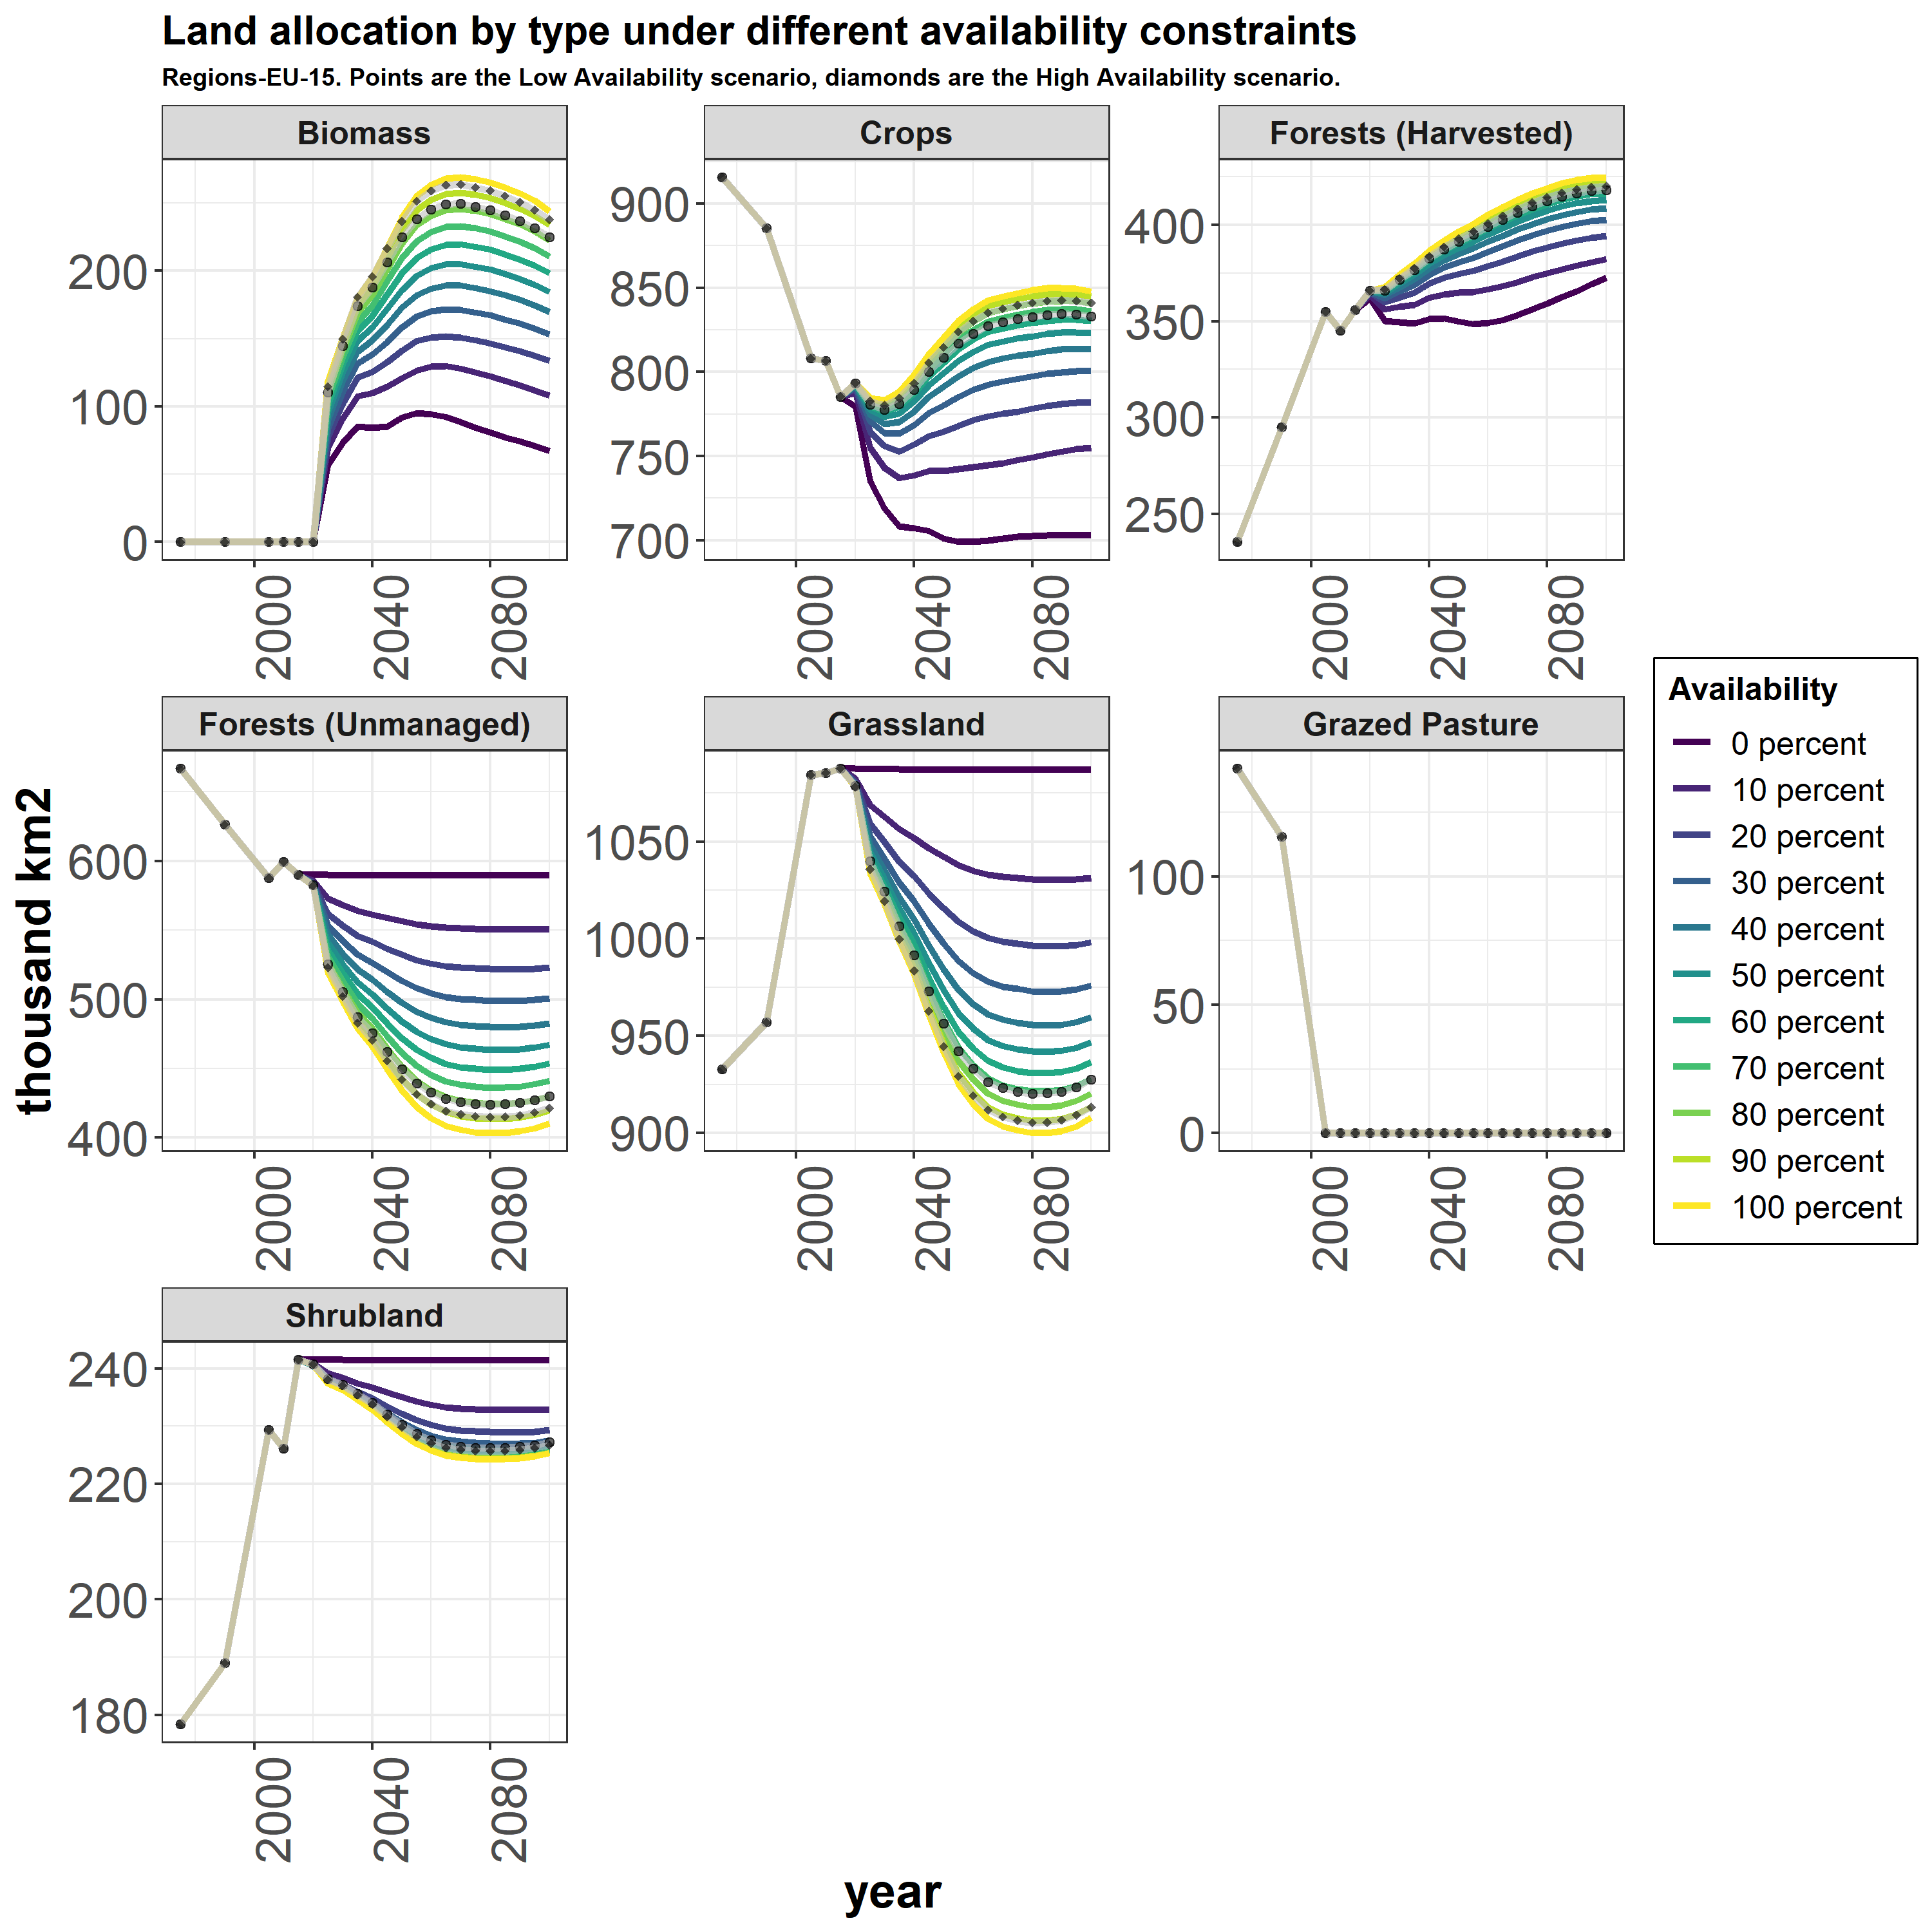 Land allocation by type under different availability constraints
Regions-EU-15. Points are the Low Availability scenario, diamonds are the High Availability scenario.
Biomass
Crops
Forests (Harvested)
200
100
0
900
850
800
750
700
400
350
300
250
2000
2040
2080
2000
2040
2080
2000
2040
2080
thousand km2
Forests (Unmanaged)
Grassland
Grazed Pasture
600
500
400
1050
1000
950
900
100
50
0
2000
2040
2080
2000
2040
2080
2000
2040
2080
Availability
0 percent
10 percent
20 percent
30 percent
40 percent
50 percent
60 percent
70 percent
80 percent
90 percent
100 percent
Shrubland
240
220
200
180
2000
2040
2080
year